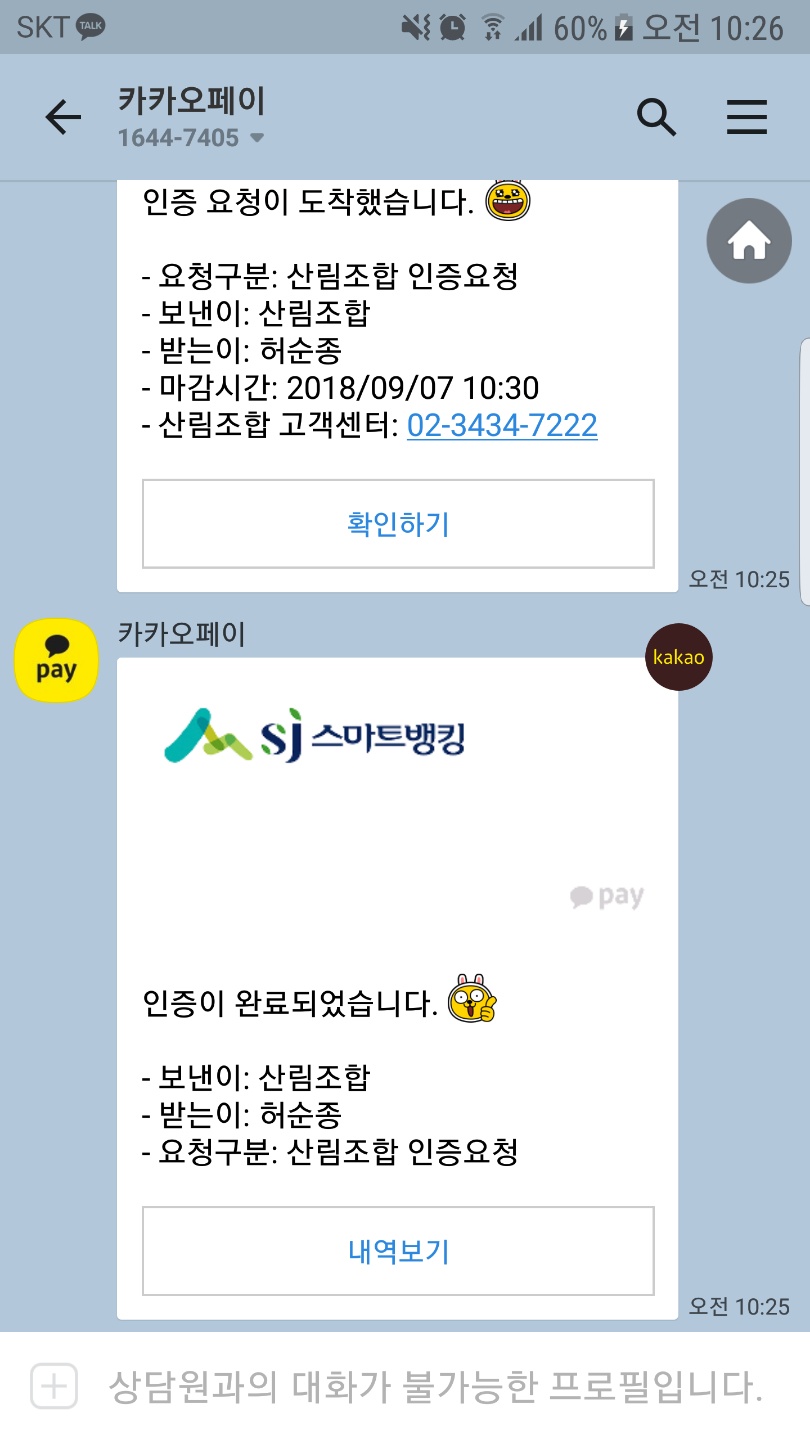 SKT TALK 60% 오전 10:26
카카오페이
1644-7405
인증 요청이 도착했습니다.
- 요청구분: 산림조합 인증요청
- 보낸이: 산림조합
- 받는이: 허순종
- 마감시간: 2018/09/07 10:30
- 산림조합 고객센터: 02-3434-7222
확인하기
오전 10:25
pay
카카오페이
kakao
sj 스마트뱅킹
pay
인증이 완료되었습니다.
- 보낸이: 산림조합
- 받는이: 허순종
- 요청구분: 산림조합 인증요청
내역보기
오전 10:25
상담원과의 대화가 불가능한 프로필입니다.